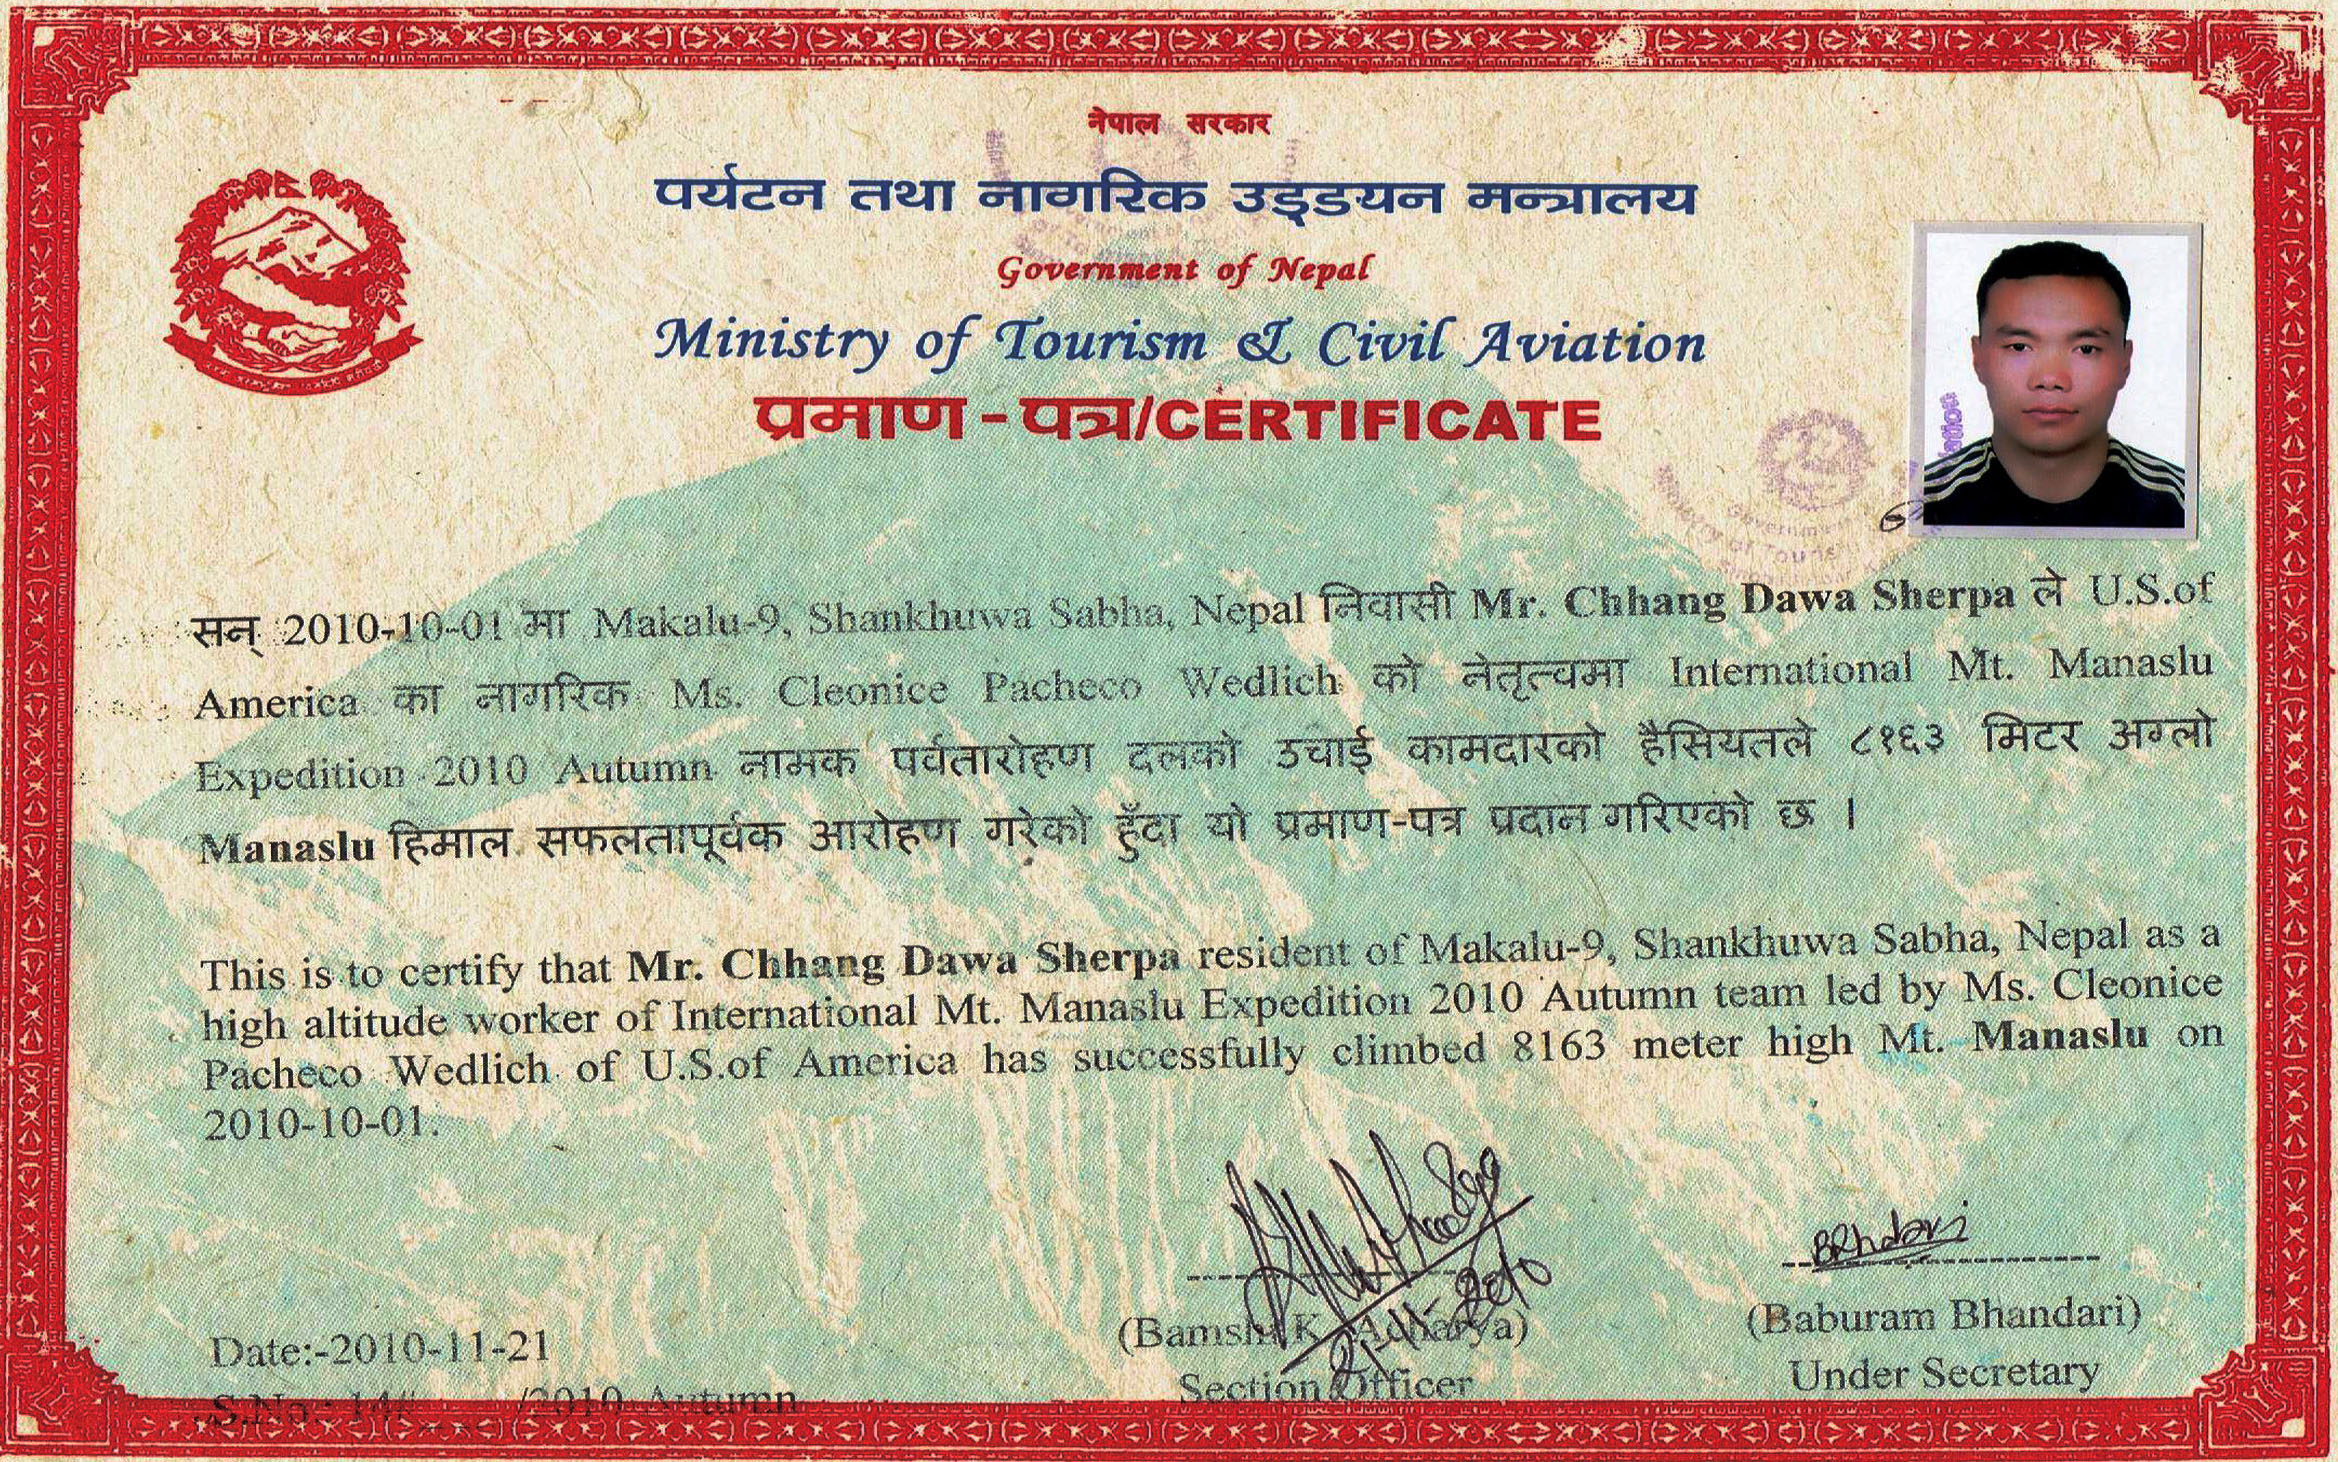 नेपाल सरकार
पर्यटन तथा नागरिक उड्डयन मन्त्रालय
Government of Nepal
Ministry of Tourism & Civil Aviation
प्रमाण-पत्र/CERTIFICATE
सन् 2010-10-01 मा Makalu-9, Shankhuwa Sabha, Nepal निवासी Mr. Chhang Dawa Sherpa ले U.S.of
America का नागरिक Ms. Cleonice Pacheco Wedlich को नेतृत्वमा International Mt. Manaslu
Expedition 2010 Autumn नामक पर्वतारोहण दलको उचाई कामदारको हैसियतले ८१६३ मिटर अग्लो
Manaslu हिमाल सफलतापूर्वक आरोहण गरेको हुँदा यो प्रमाण-पत्र प्रदान गरिएको छ ।
This is to certify that Mr. Chhang Dawa Sherpa resident of Makalu-9, Shankhuwa Sabha, Nepal as a
high altitude worker of International Mt. Manaslu Expedition 2010 Autumn team led by Ms. Cleonice
Pacheco Wedlich of U.S.of America has successfully climbed 8163 meter high Mt. Manaslu on
2010-10-01.
BRhdari
(Bamshi K. Acharya) (Baburam Bhandari)
Section Officer Under Secretary
Date:-2010-11-21
S.No.: /2010 Autumn